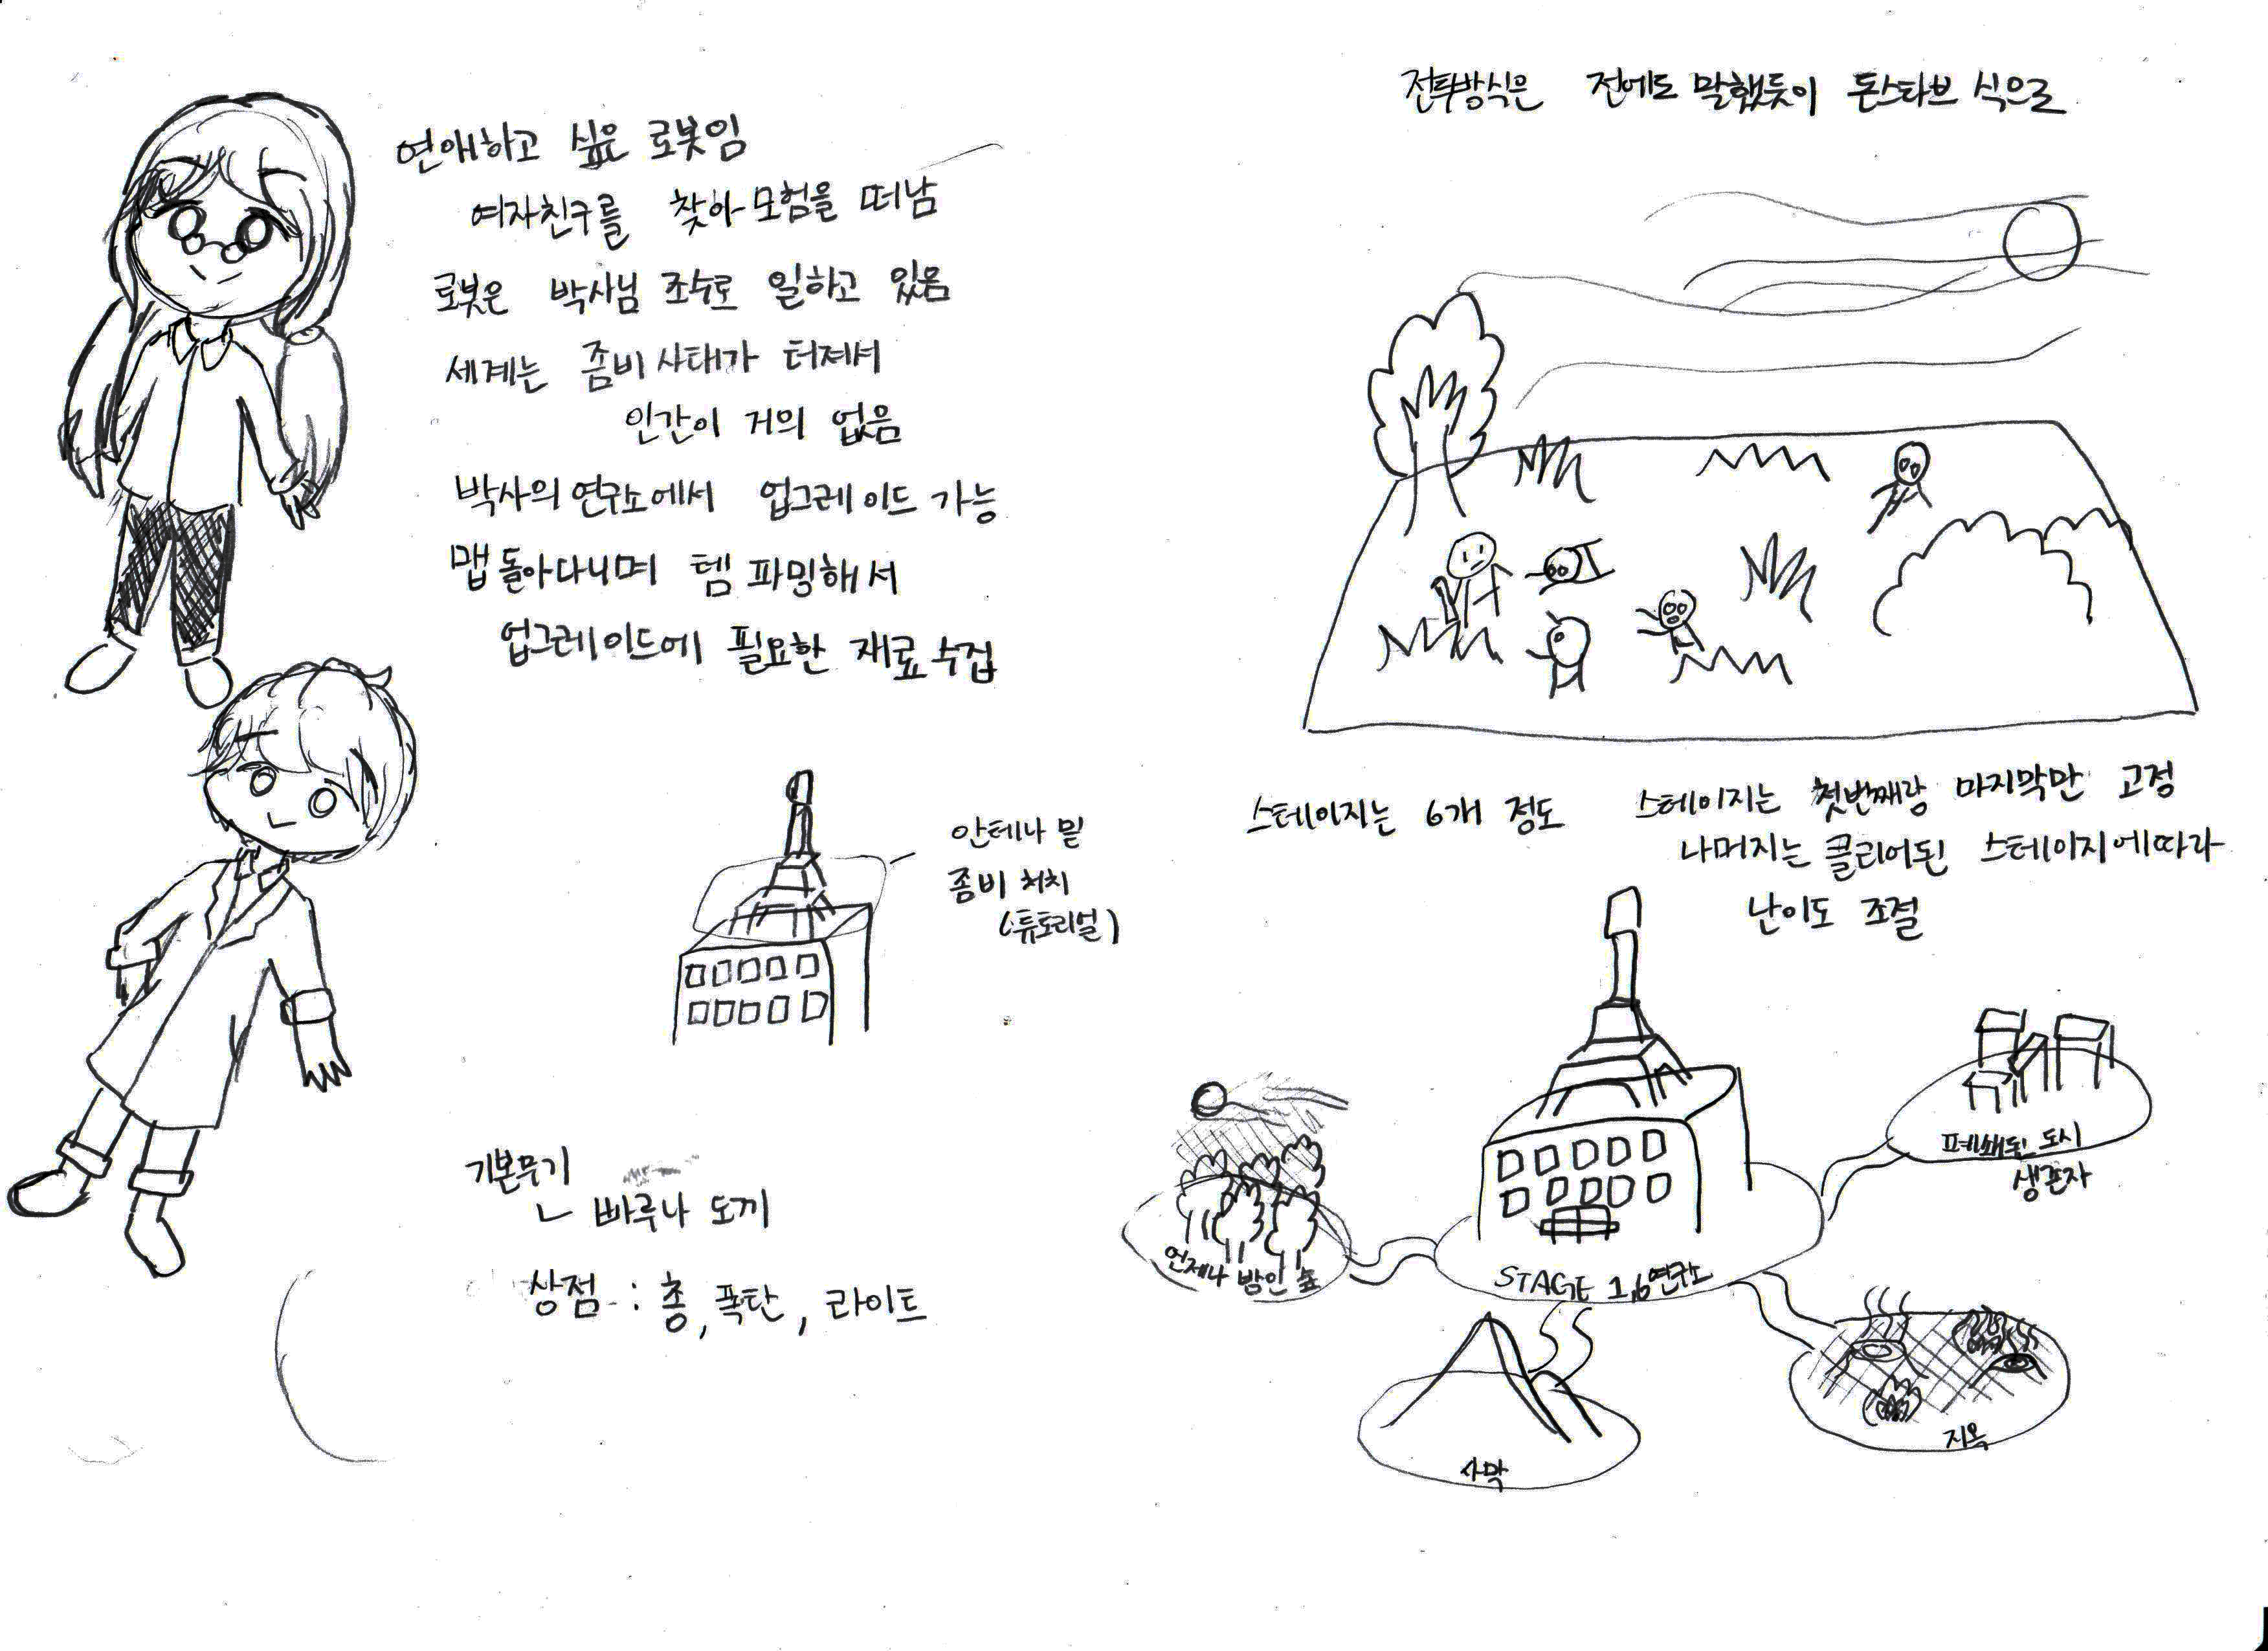 연애하고 싶은 로봇임
여자친구를 찾아 모험을 떠남
로봇은 박사님 조수로 일하고 있음
세계는 좀비 사태가 터져서
인간이 거의 없음
박사의 연구소에서 업그레이드 가능
맵 돌아다니며 템 파밍해서
업그레이드에 필요한 재료 수집
안테나 밑
좀비 처치
(튜토리얼)
기본무기
ㄴ 빠루나 도끼
상점 : 총, 폭탄, 라이트
전투방식은 전에도 말했듯이 돈스타브 식으로
스테이지는 6개 정도 스테이지는 첫번째랑 마지막만 고정
나머지는 클리어된 스테이지에따라
난이도 조절
폐쇄된 도시
생존자
언제나 밤인 숲
STAGE 1,6 연구소
지옥
사막